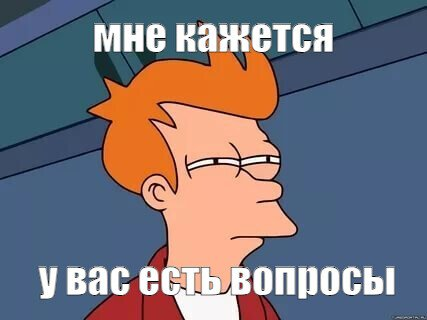 мне кажется
у вас есть вопросы